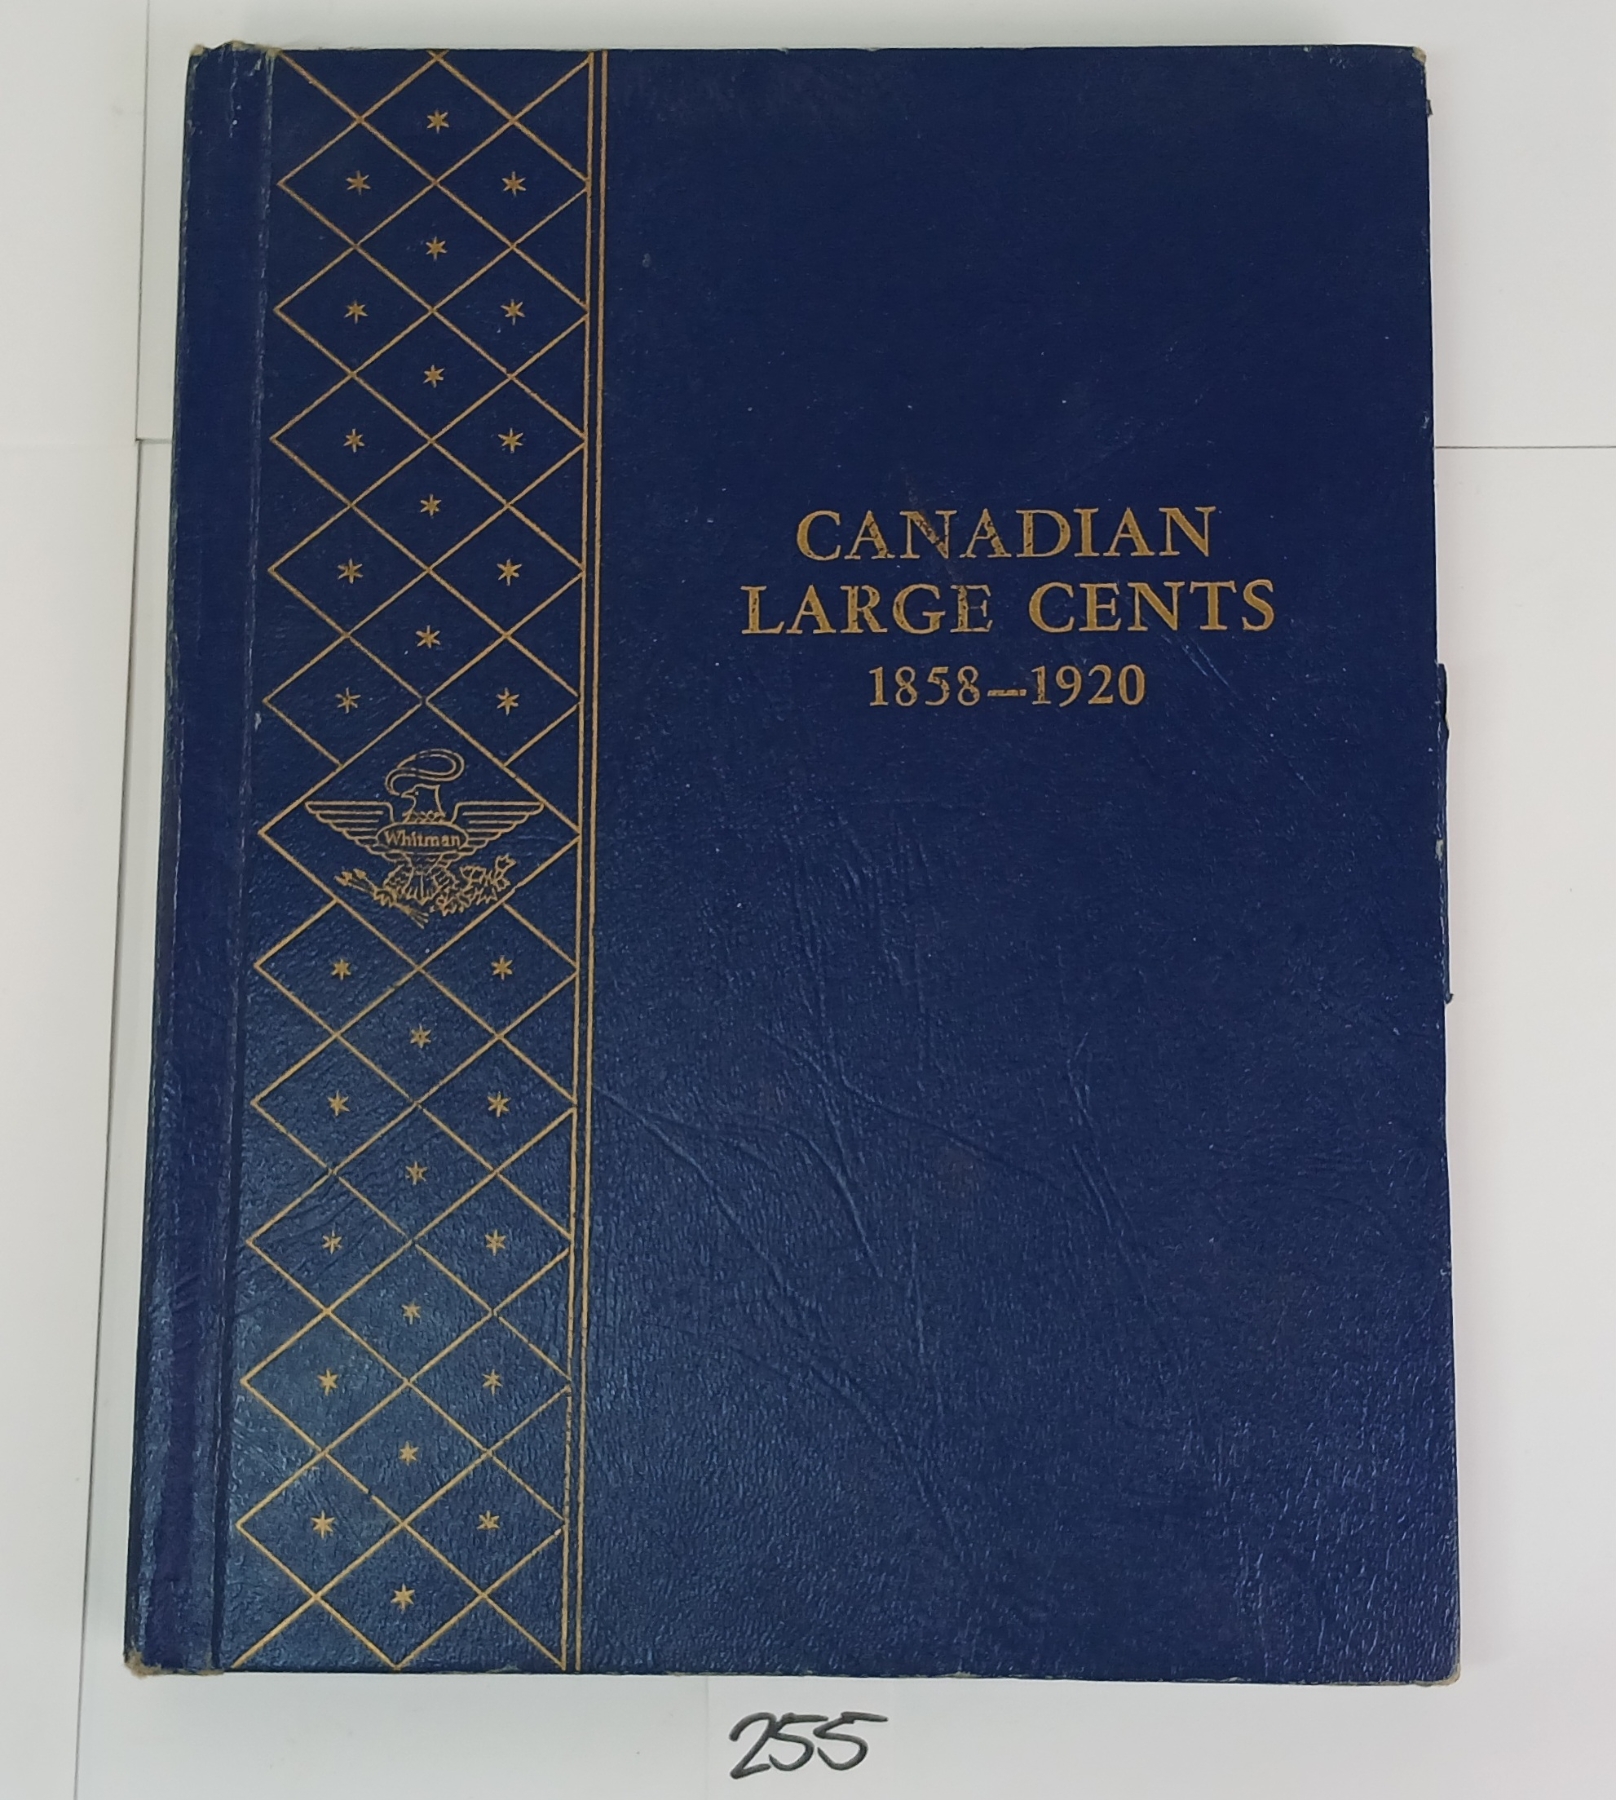 CANADIAN
LARGE CENTS
1858—1920
Whitman
255